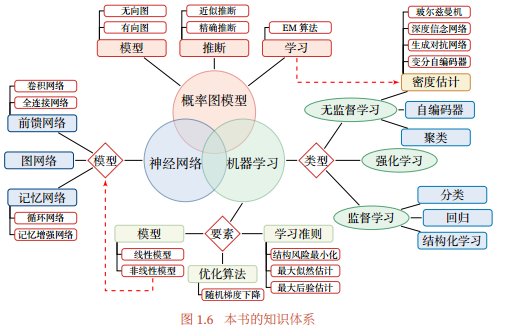 无向图
有向图
模型
近似推断
精确推断
推断
EM 算法
学习
玻尔兹曼机
深度信念网络
生成对抗网络
变分自编码器
密度估计
概率图模型
神经网络
机器学习
卷积网络
全连接网络
前馈网络
图网络
记忆网络
循环网络
记忆增强网络
模型
类型
无监督学习
自编码器
聚类
强化学习
监督学习
分类
回归
结构化学习
要素
模型
线性模型
非线性模型
优化算法
随机梯度下降
学习准则
结构风险最小化
最大似然估计
最大后验估计
图 1.6 本书的知识体系